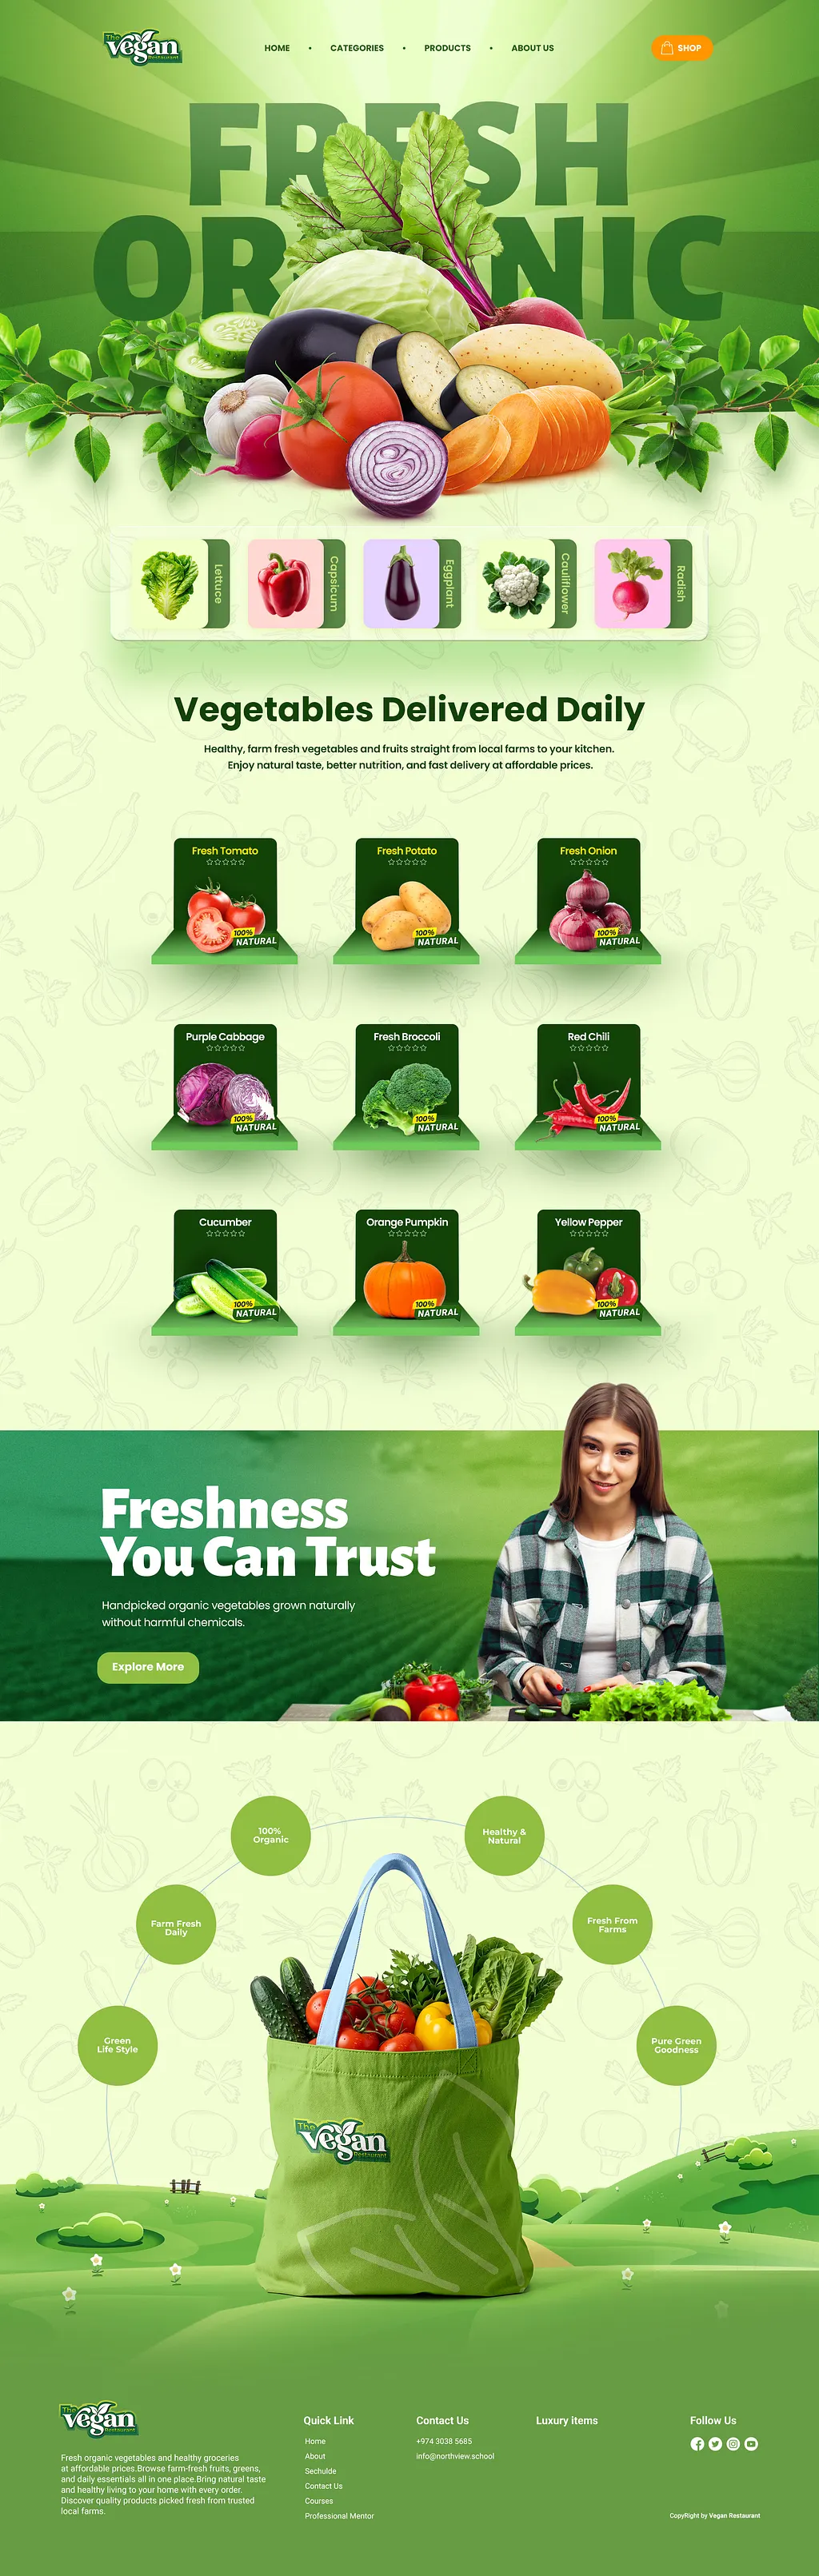 The
vegan
Restaurant
HOME • CATEGORIES • PRODUCTS • ABOUT US
SHOP
FRESH
ORGANIC
Lettuce
Capsicum
Eggplant
Cauliflower
Radish
Vegetables Delivered Daily
Healthy, farm fresh vegetables and fruits straight from local farms to your kitchen.
Enjoy natural taste, better nutrition, and fast delivery at affordable prices.
Fresh Tomato
100%
NATURAL
Fresh Potato
100%
NATURAL
Fresh Onion
100%
NATURAL
Purple Cabbage
100%
NATURAL
Fresh Broccoli
100%
NATURAL
Red Chili
100%
NATURAL
Cucumber
100%
NATURAL
Orange Pumpkin
100%
NATURAL
Yellow Pepper
100%
NATURAL
Freshness
You Can Trust
Handpicked organic vegetables grown naturally
without harmful chemicals.
Explore More
100%
Organic
Healthy &
Natural
Farm Fresh
Daily
Fresh From
Farms
Green
Life Style
Pure Green
Goodness
The
vegan
Restaurant
The
vegan
Restaurant
Fresh organic vegetables and healthy groceries
at affordable prices.Browse farm-fresh fruits, greens,
and daily essentials all in one place.Bring natural taste
and healthy living to your home with every order.
Discover quality products picked fresh from trusted
local farms.
Quick Link
Home
About
Sechulde
Contact Us
Courses
Professional Mentor
Contact Us
+974 3038 5685
info@northview.school
Luxury items
Follow Us
CopyRight by Vegan Restaurant